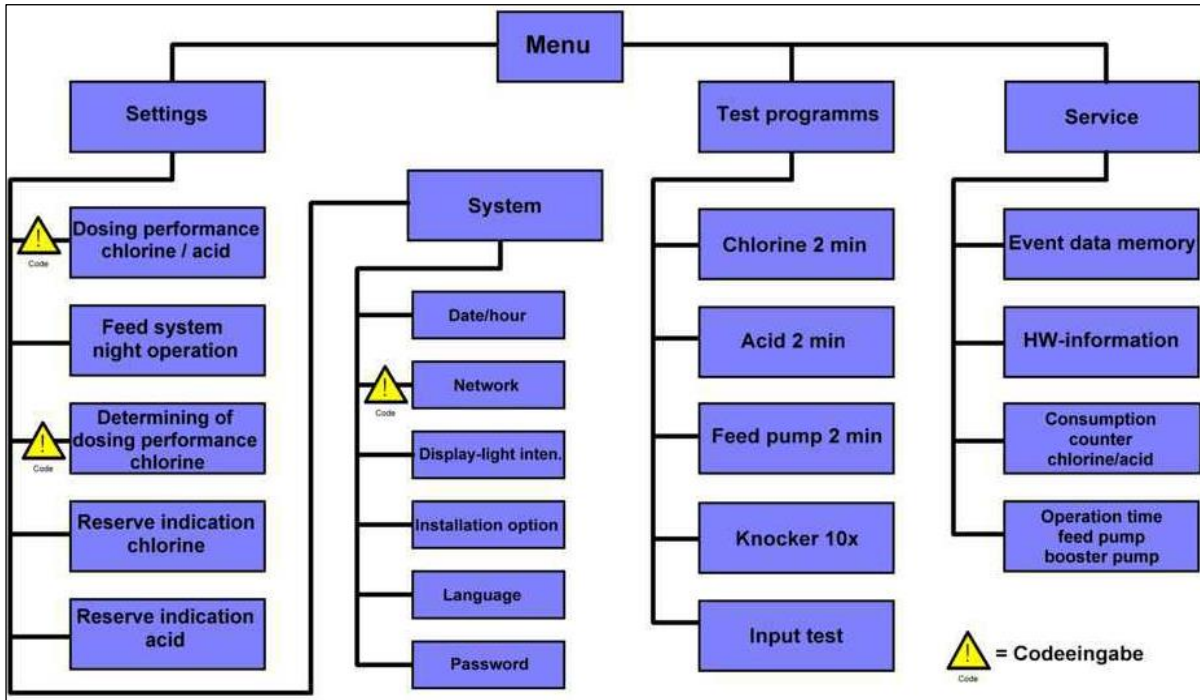 Menu
Settings
Dosing performance
chlorine / acid
Code
Feed system
night operation
Determining of
dosing performance
chlorine
Code
Reserve indication
chlorine
Reserve indication
acid
System
Date/hour
Network
Code
Display-light inten.
Installation option
Language
Password
Test programms
Chlorine 2 min
Acid 2 min
Feed pump 2 min
Knocker 10x
Input test
Service
Event data memory
HW-information
Consumption
counter
chlorine/acid
Operation time
feed pump
booster pump
= Codeeingabe
Code